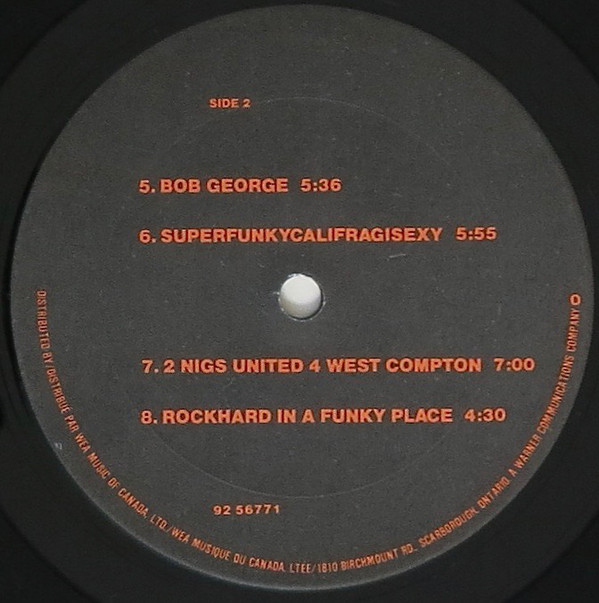 SIDE 2
5. BOB GEORGE 5:36
6. SUPERFUNKYCALIFRAGISEXY 5:55
7. 2 NIGS UNITED 4 WEST COMPTON 7:00
8. ROCKHARD IN A FUNKY PLACE 4:30
92 56771
DISTRIBUTED BY/DISTRIBUÉ PAR WEA MUSIC OF CANADA, LTD./WEA MUSIQUE DU CANADA, LTEE/1810 BIRCHMOUNT RD., SCARBOROUGH, ONTARIO. A WARNER COMMUNICATIONS COMPANY O